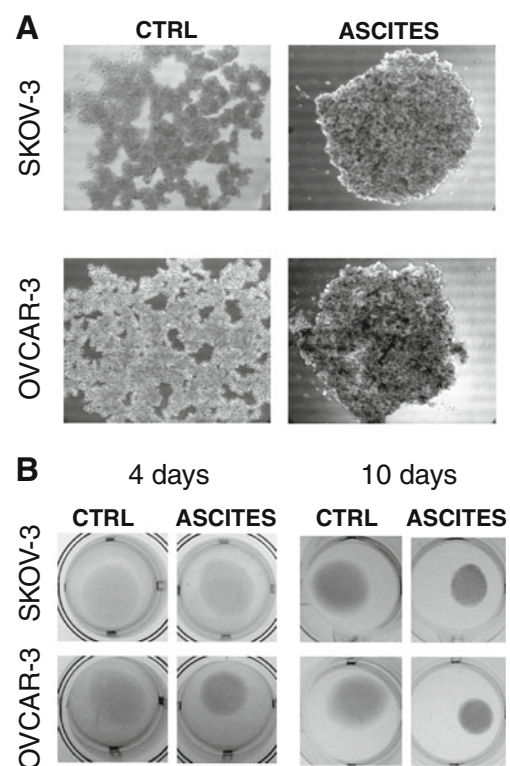 A
CTRL ASCITES
SKOV-3
OVCAR-3
B
4 days 10 days
CTRL ASCITES CTRL ASCITES
SKOV-3
OVCAR-3